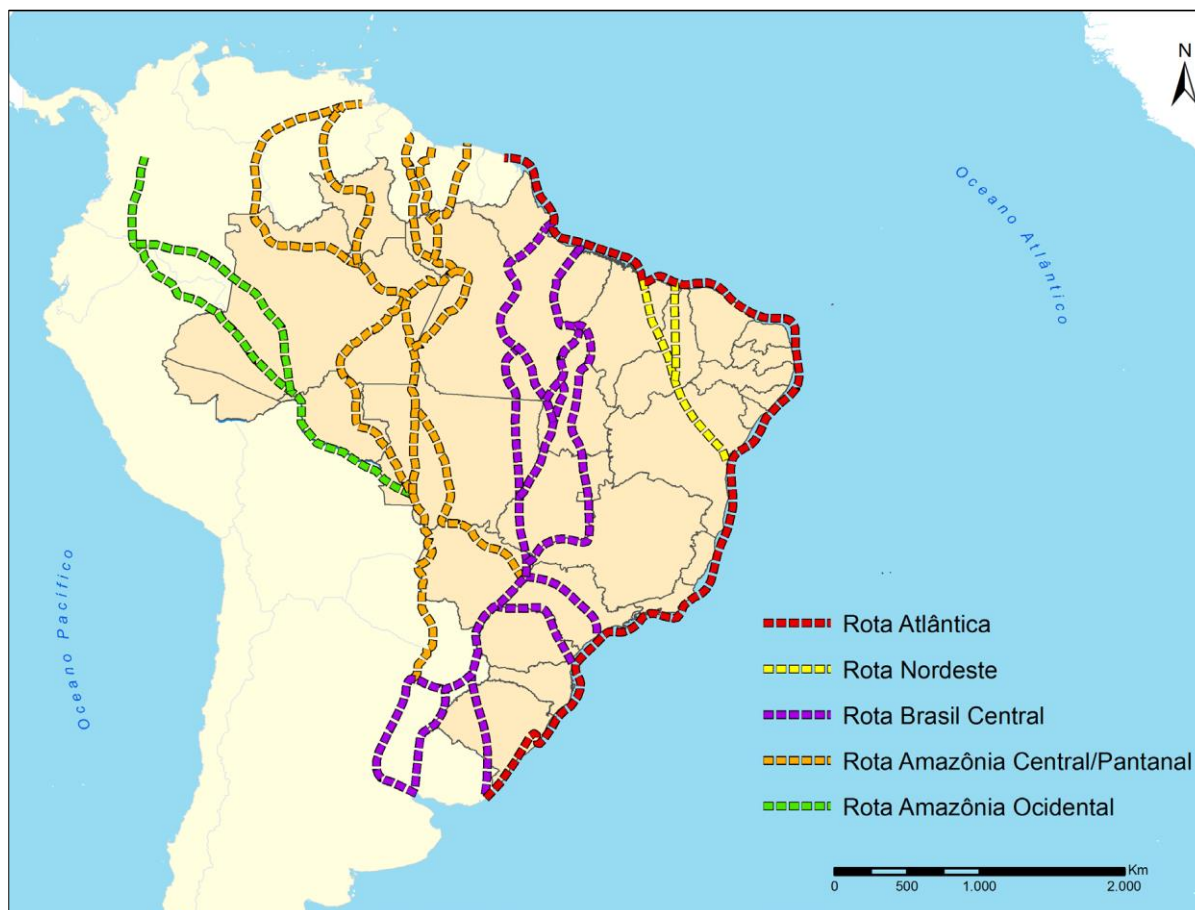 N
Oceano Atlântico
Oceano Pacífico
Rota Atlântica
Rota Nordeste
Rota Brasil Central
Rota Amazônia Central/Pantanal
Rota Amazônia Ocidental
Km
0 500 1.000 2.000